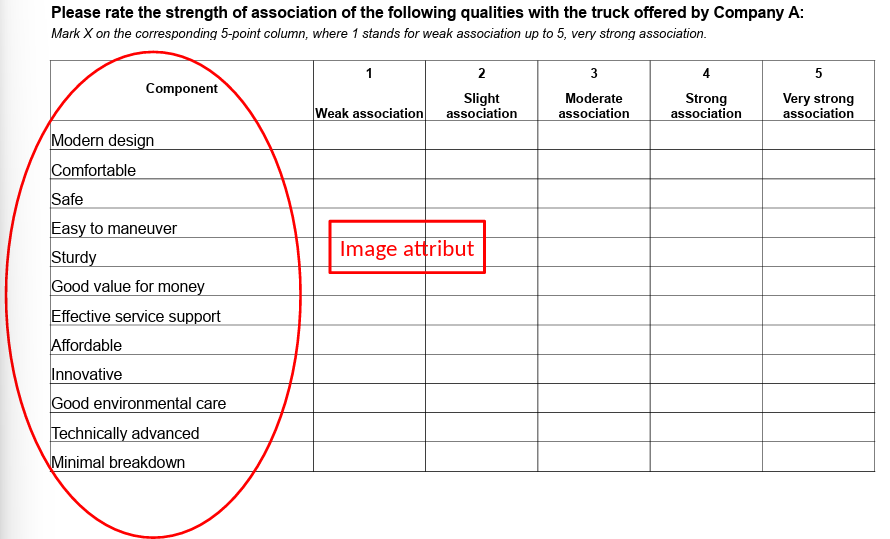 Please rate the strength of association of the following qualities with the truck offered by Company A:
Mark X on the corresponding 5-point column, where 1 stands for weak association up to 5, very strong association.
Component
1
2
3
4
5
Weak association
Slight
association
Moderate
association
Strong
association
Very strong
association
Modern design
Comfortable
Safe
Easy to maneuver
Sturdy
Image attribut
Good value for money
Effective service support
Affordable
Innovative
Good environmental care
Technically advanced
Minimal breakdown